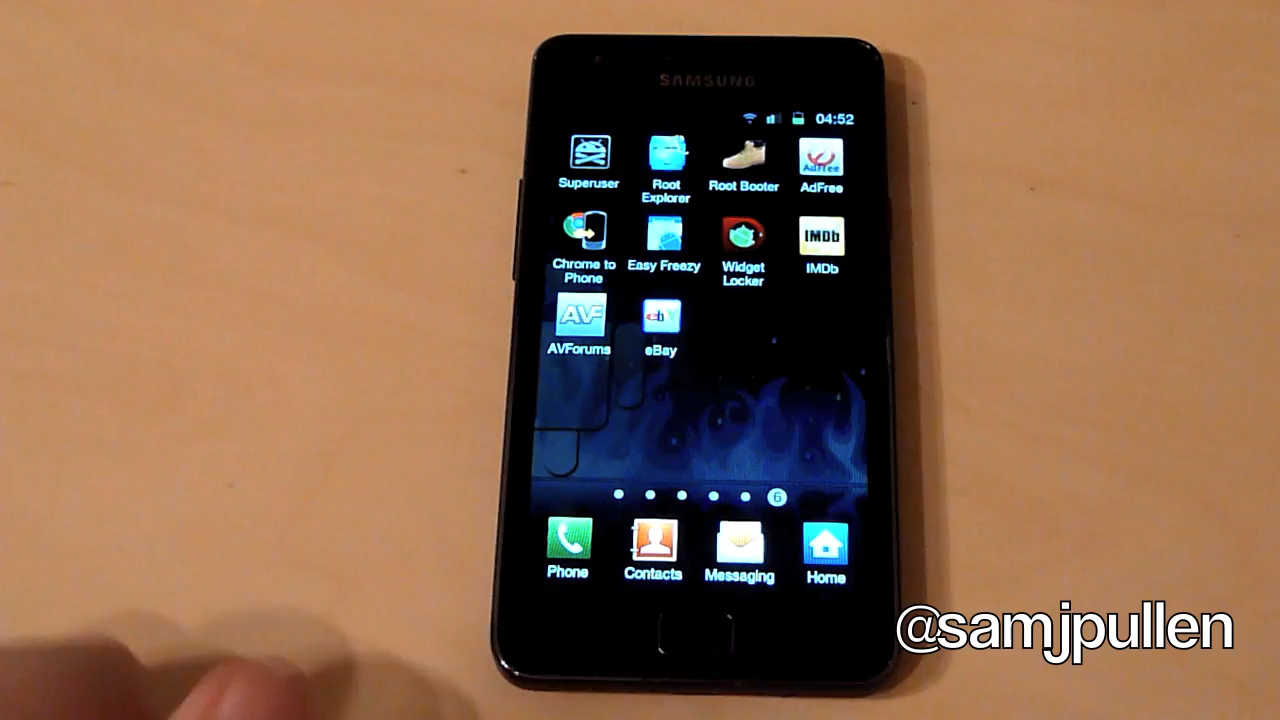 SAMSUNG
04:52
Superuser
Root
Explorer
Root Booter
AdFree
AdFree
Chrome to
Phone
Easy Freezy
Widget
Locker
IMDb
IMDb
AVF
AVForums
ebY
eBay
6
Phone
Contacts
Messaging
Home
@samjpullen